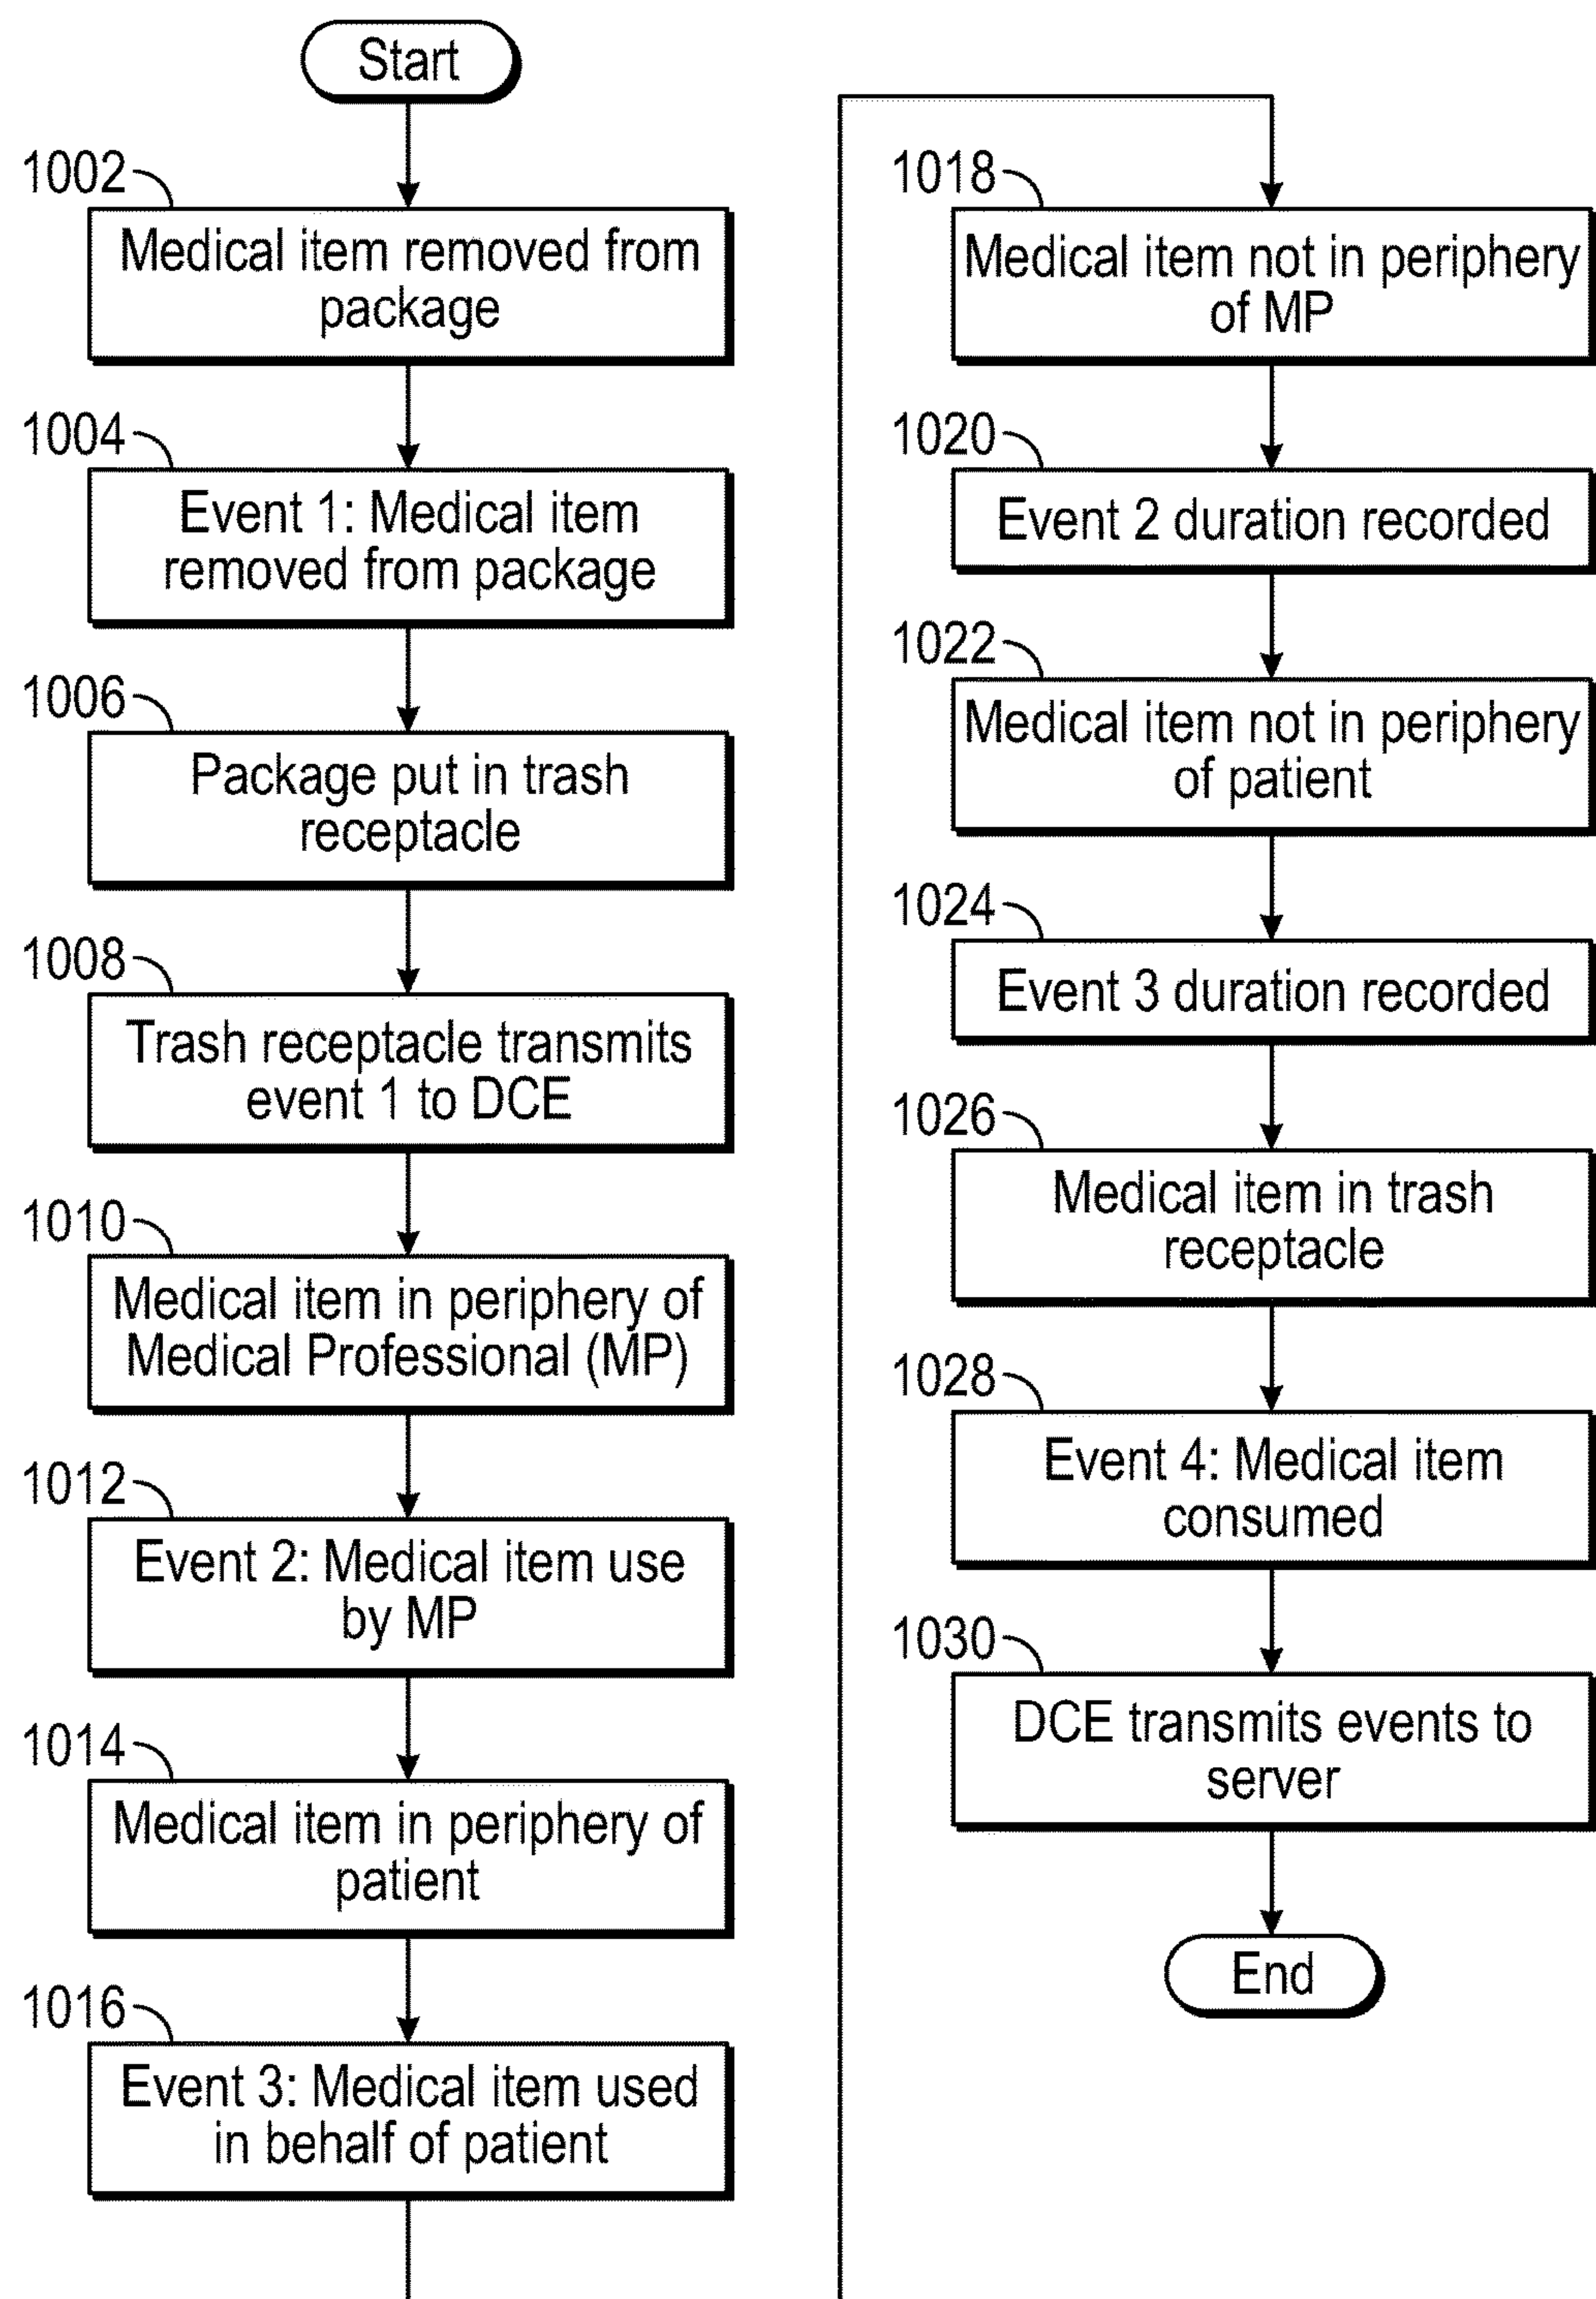 Start
1002
Medical item removed from
package
1004
Event 1: Medical item
removed from package
1006
Package put in trash
receptacle
1008
Trash receptacle transmits
event 1 to DCE
1010
Medical item in periphery of
Medical Professional (MP)
1012
Event 2: Medical item use
by MP
1014
Medical item in periphery of
patient
1016
Event 3: Medical item used
in behalf of patient
1018
Medical item not in periphery
of MP
1020
Event 2 duration recorded
1022
Medical item not in periphery
of patient
1024
Event 3 duration recorded
1026
Medical item in trash
receptacle
1028
Event 4: Medical item
consumed
1030
DCE transmits events to
server
End